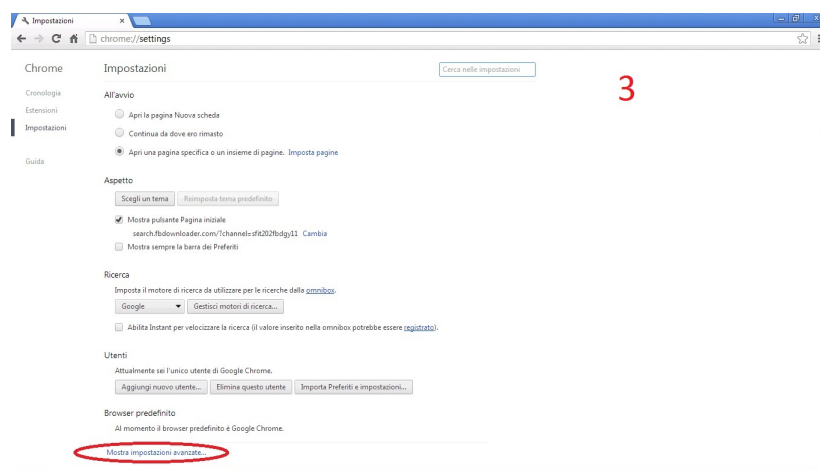 Impostazioni
chrome://settings
Chrome
Impostazioni
Cerca nelle impostazioni
3
Cronologia
Estensioni
Impostazioni
Guida
All'avvio
Apri la pagina Nuova scheda
Continua da dove ero rimasto
Apri una pagina specifica o un insieme di pagine. Imposta pagine
Aspetto
Scegli un tema Reimposta tema predefinito
Mostra pulsante Pagina iniziale
search.fbdownloader.com/?channel=sfit202fbdgy11 Cambia
Mostra sempre la barra dei Preferiti
Ricerca
Imposta il motore di ricerca da utilizzare per le ricerche dalla omnibox.
Google Gestisci motori di ricerca...
Abilita Instant per velocizzare la ricerca (il valore inserito nella omnibox potrebbe essere registrato).
Utenti
Attualmente sei l'unico utente di Google Chrome.
Aggiungi nuovo utente... Elimina questo utente Importa Preferiti e impostazioni...
Browser predefinito
Al momento il browser predefinito è Google Chrome.
Mostra impostazioni avanzate...